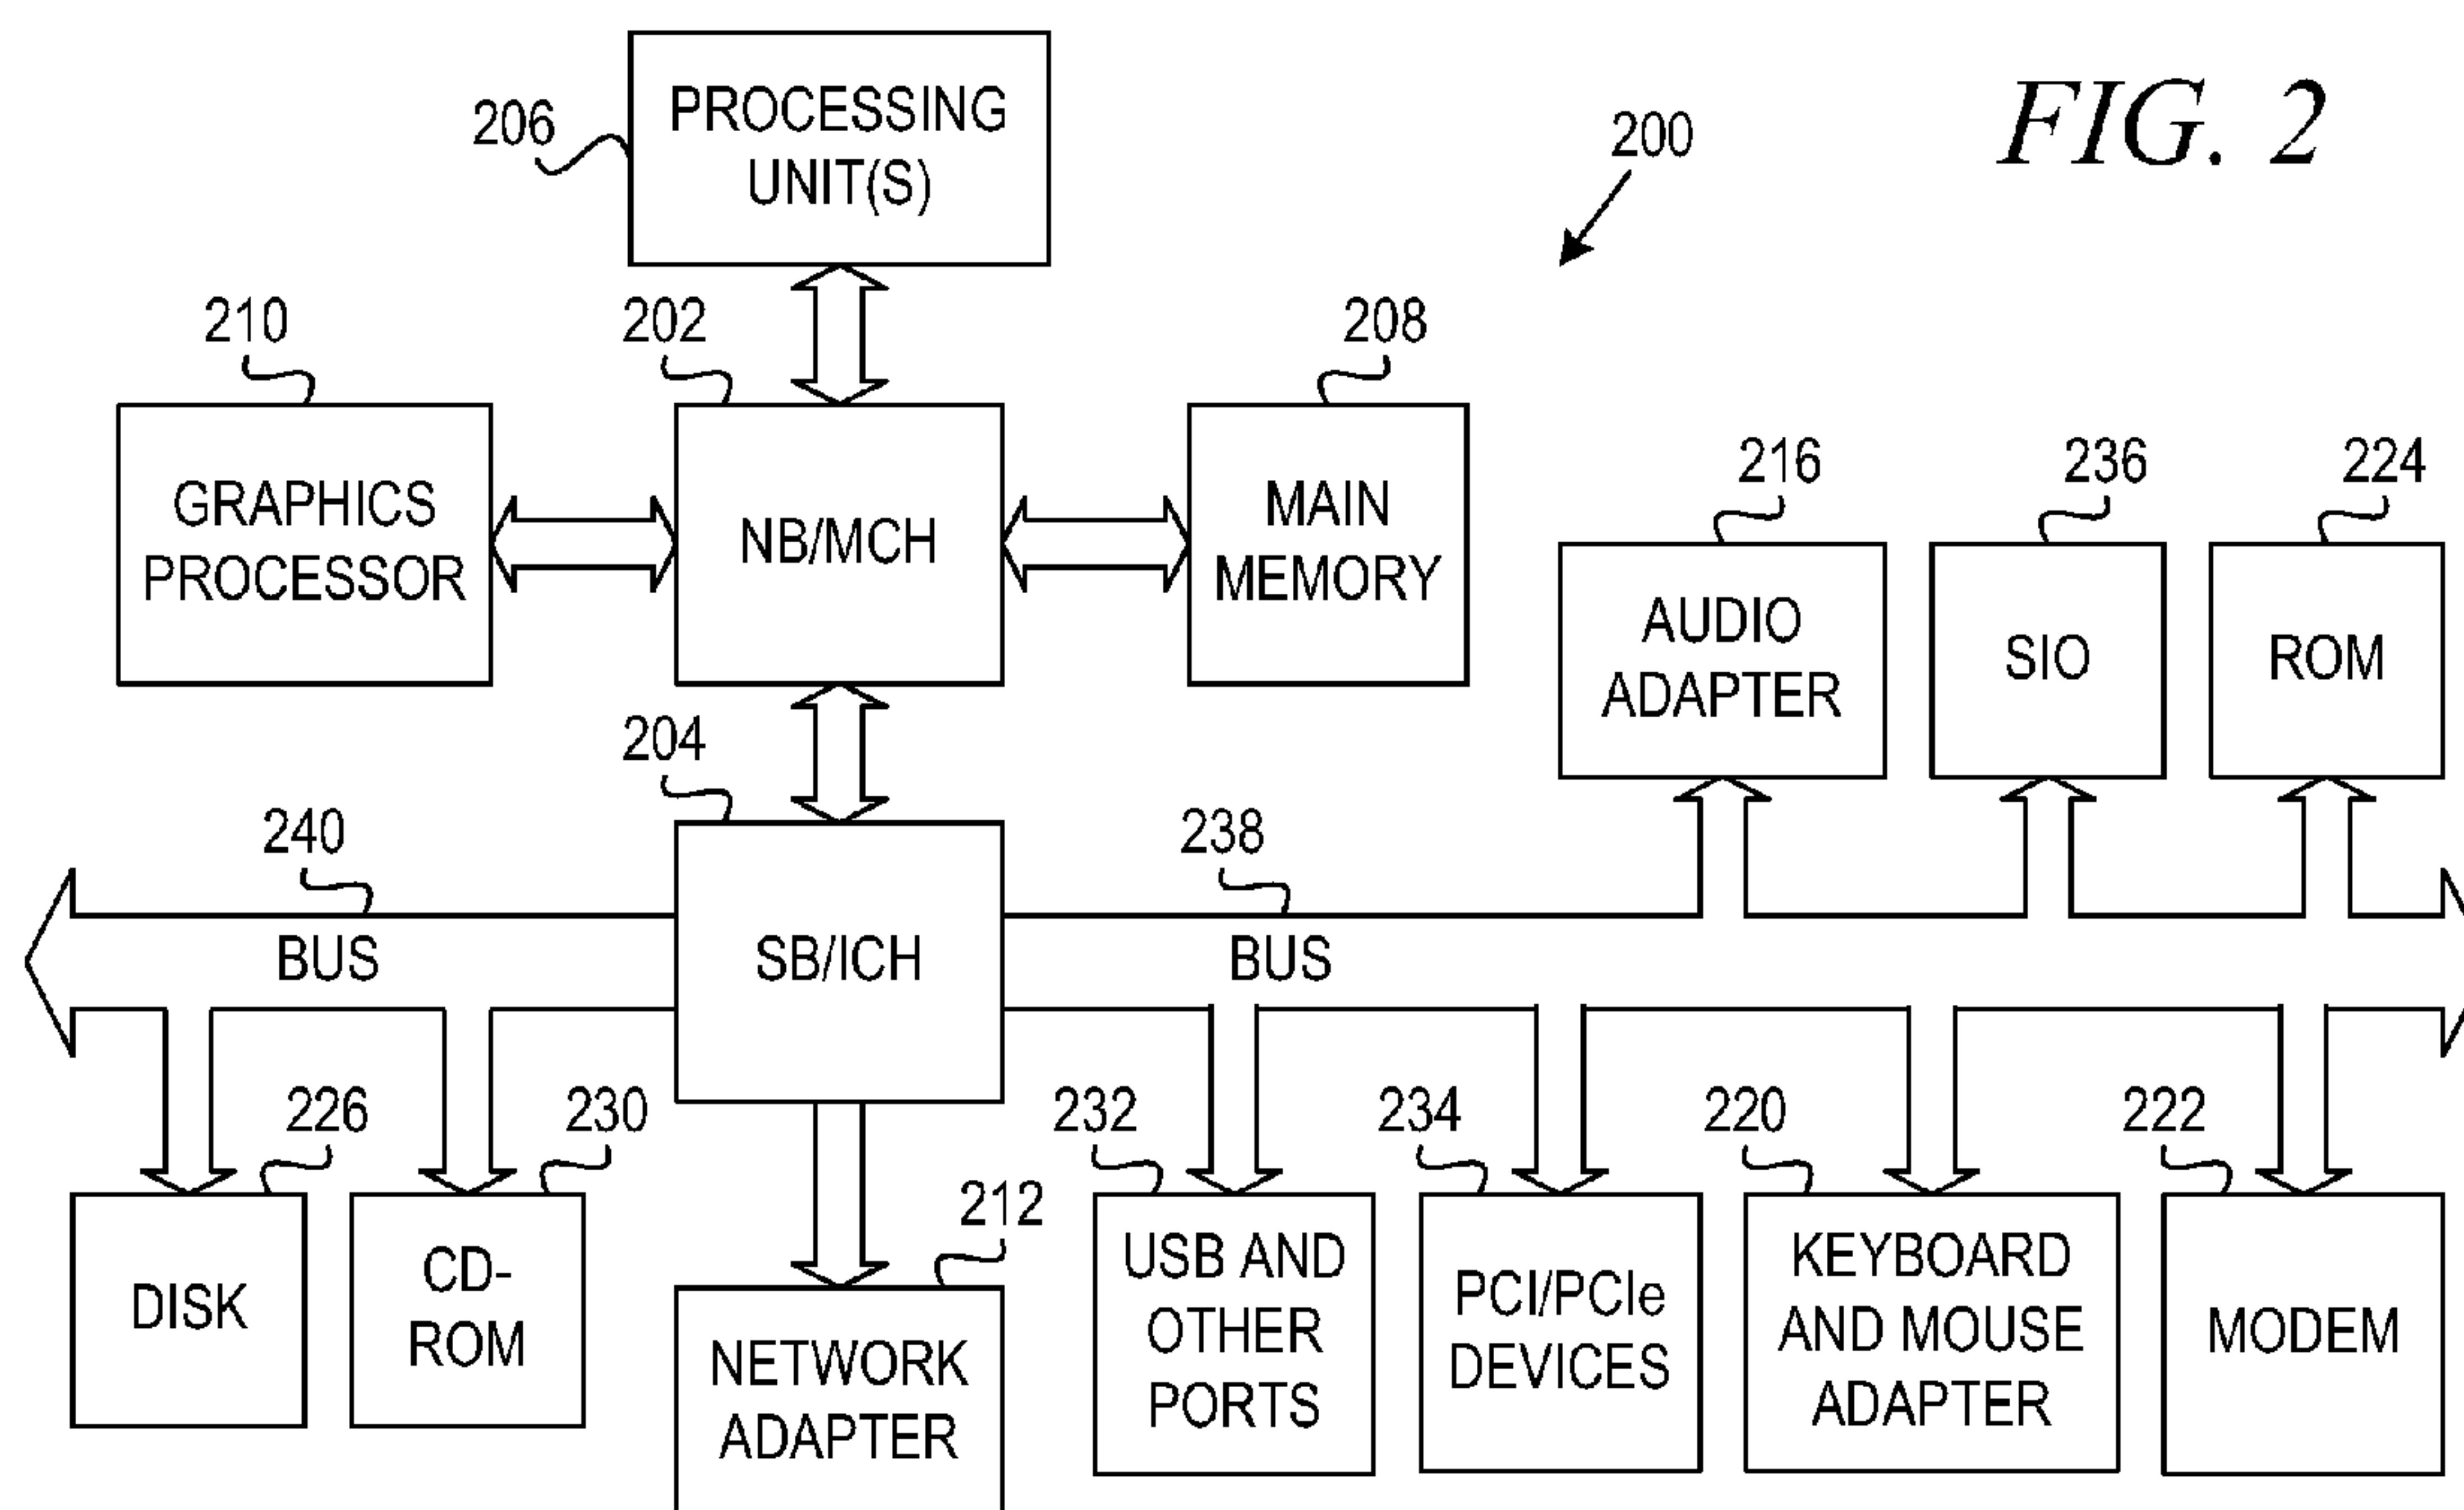 FIG. 2
200
206
PROCESSING
UNIT(S)
210
202
208
GRAPHICS
PROCESSOR
NB/MCH
MAIN
MEMORY
216
236
224
AUDIO
ADAPTER
SIO
ROM
204
240
238
BUS
SB/ICH
BUS
226
230
232
234
220
222
212
DISK
CD-
ROM
NETWORK
ADAPTER
USB AND
OTHER
PORTS
PCI/PCIe
DEVICES
KEYBOARD
AND MOUSE
ADAPTER
MODEM